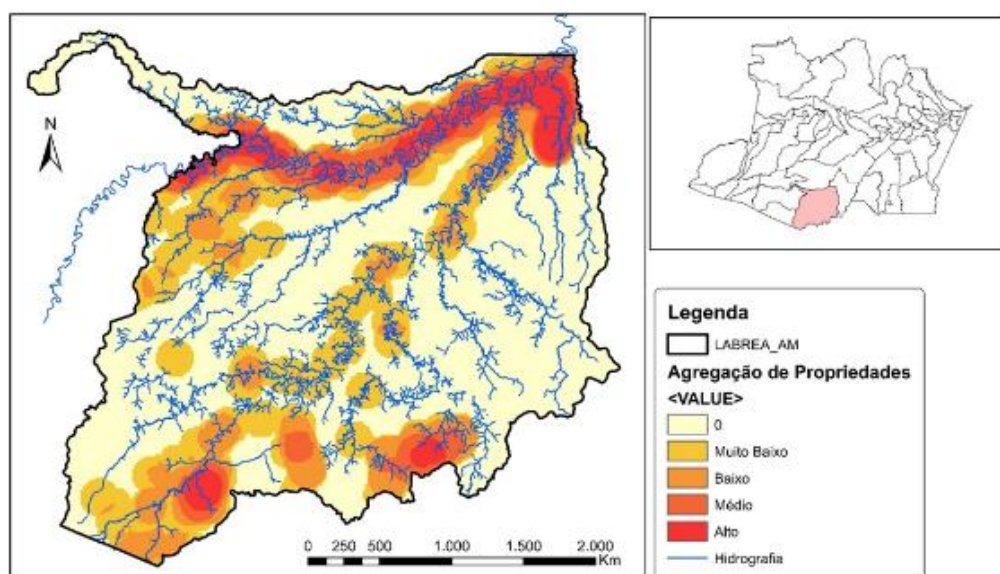 N
0 250 500 1.000 1.500 2.000
Km
Legenda
LABREA_AM
Agregação de Propriedades
<VALUE>
0
Muito Baixo
Baixo
Médio
Alto
Hidrografia